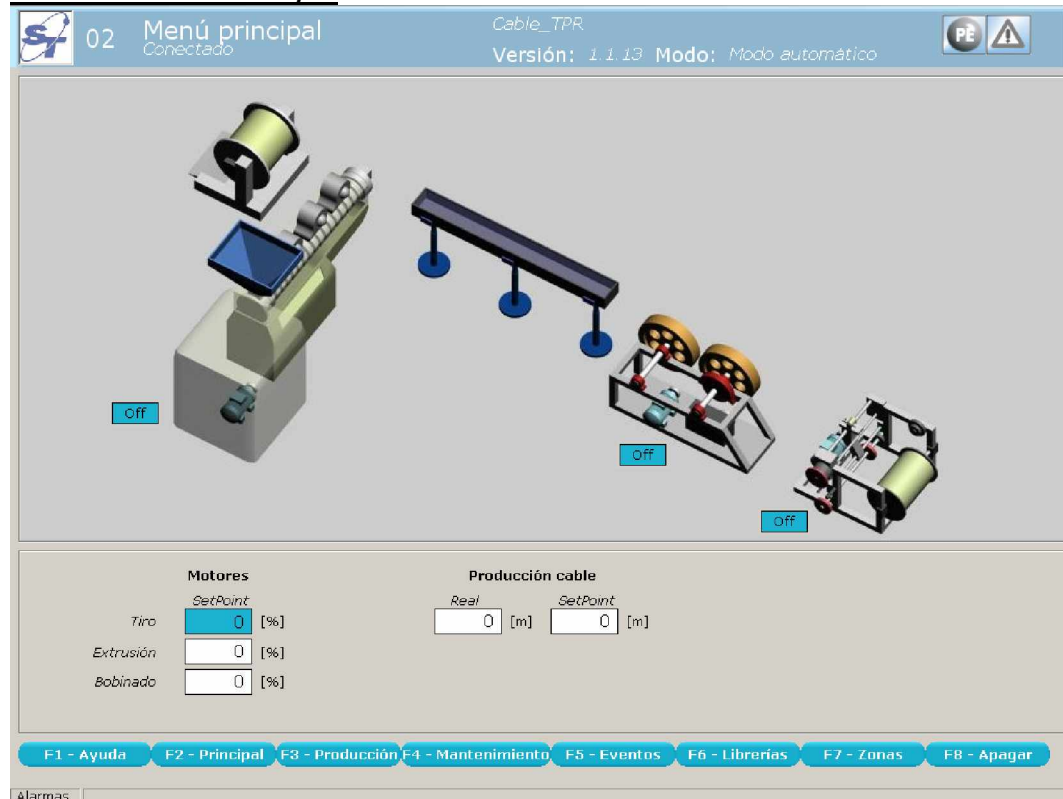 02 Menú principal
Conectado
Cable_TPR
Versión: 1.1.13 Modo: Modo automático
PE
Off
Off
Off
Motores
SetPoint
Tiro 0 [%]
Extrusión 0 [%]
Bobinado 0 [%]
Producción cable
Real SetPoint
0 [m] 0 [m]
F1 - Ayuda F2 - Principal F3 - Producción F4 - Mantenimiento F5 - Eventos F6 - Librerías F7 - Zonas F8 - Apagar
Alarmas